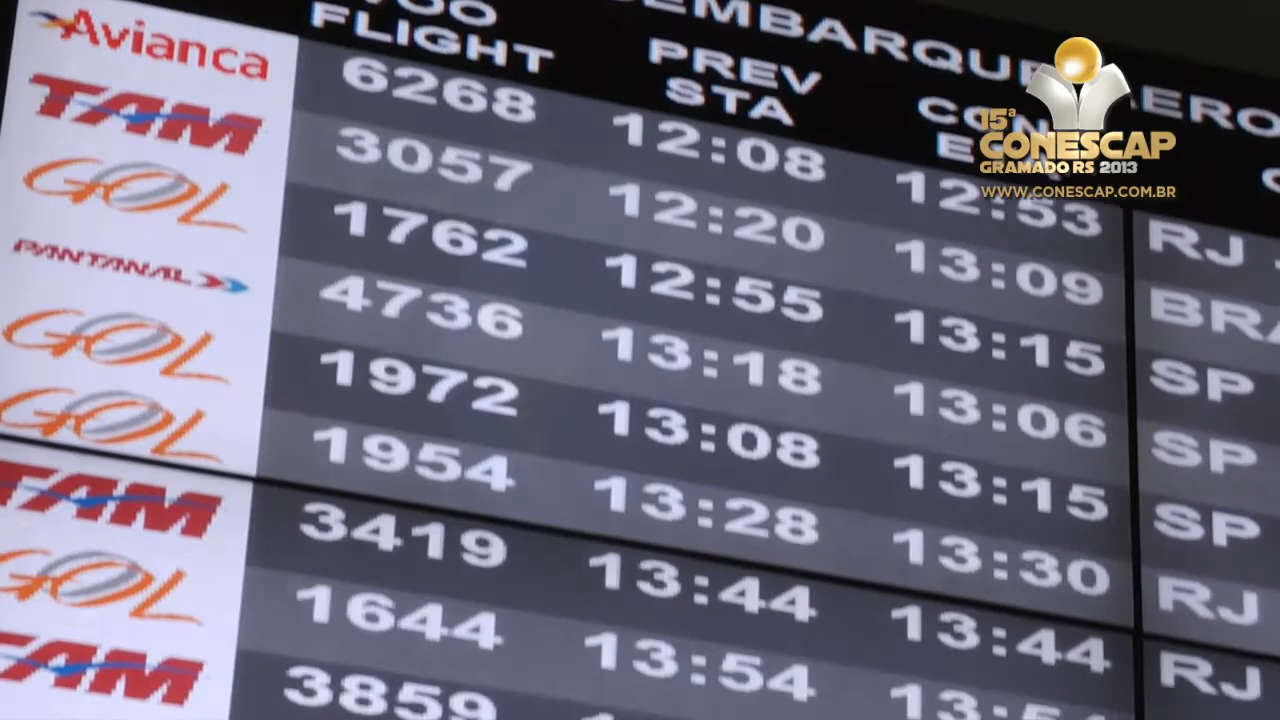 VOO
FLIGHT
PREV
STA
15ª
CONESCAP
GRAMADO RS 2013
WWW.CONESCAP.COM.BR
Avianca 6268 12:08 12:53 RJ
TAM 3057 12:20 13:09
GOL 1762 12:55 13:15 SP
PANTANAL 4736 13:18 13:06 SP
GOL 1972 13:08 13:15 SP
GOL 1954 13:28 13:30 RJ
TAM 3419 13:44 13:44 RJ
GOL 1644 13:54
TAM 3859